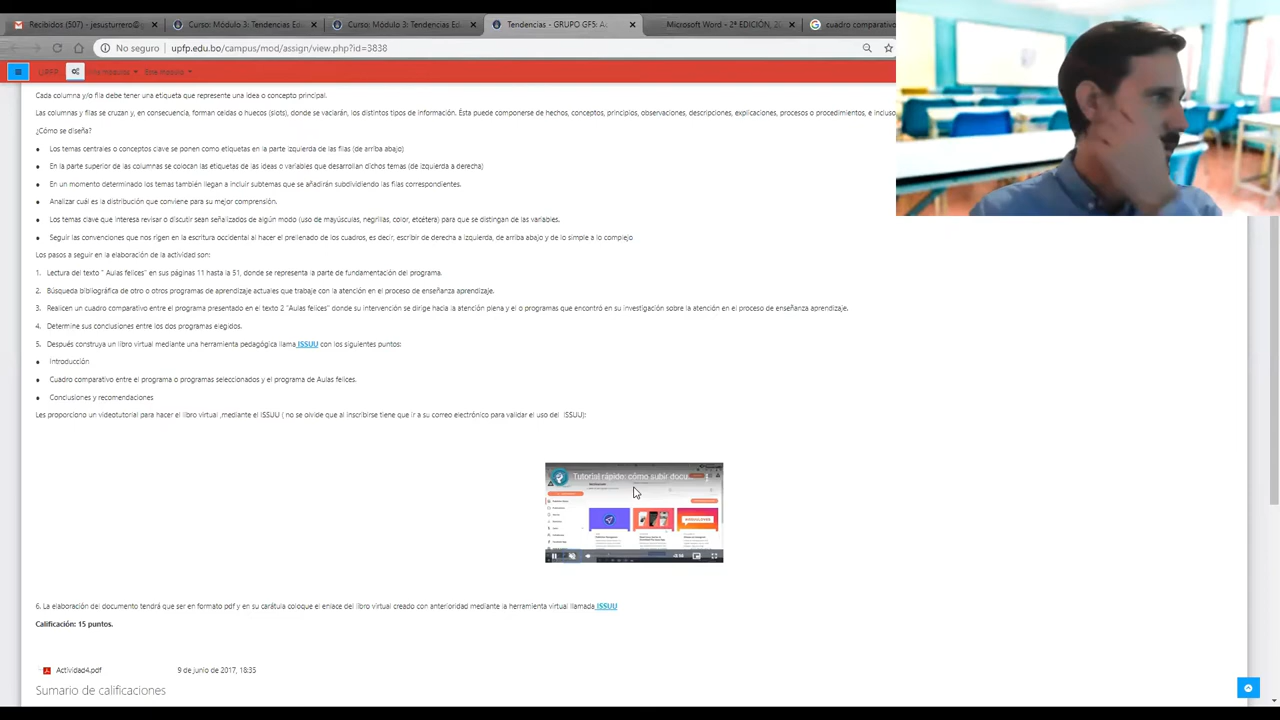 Recibidos (507) - jesusturrero@
Curso: Módulo 3: Tendencias Ed
Curso: Módulo 3: Tendencias Ed
Tendencias - GRUPO GF5: Ac
Microsoft Word - 2ª EDICIÓN, 20
cuadro comparativo
No seguro
upfp.edu.bo/campus/mod/assign/view.php?id=3838
UPFP
Mis módulos
Este módulo
Cada columna y/o fila debe tener una etiqueta que represente una idea o concepto principal.
Las columnas y filas se cruzan y, en consecuencia, forman celdas o huecos (slots), donde se vaciarán, los distintos tipos de información. Ésta puede componerse de hechos, conceptos, principios, observaciones, descripciones, explicaciones, procesos o procedimientos, e incluso
¿Cómo se diseña?
● Los temas centrales o conceptos clave se ponen como etiquetas en la parte izquierda de las filas (de arriba abajo)
● En la parte superior de las columnas se colocan las etiquetas de las ideas o variables que desarrollan dichos temas (de izquierda a derecha)
● En un momento determinado los temas también llegan a incluir subtemas que se añadirán subdividiendo las filas correspondientes.
● Analizar cuál es la distribución que conviene para su mejor comprensión.
● Los temas clave que interesa revisar o discutir sean señalizados de algún modo (uso de mayúsculas, negrillas, color, etcétera) para que se distingan de las variables.
● Seguir las convenciones que nos rigen en la escritura occidental al hacer el prellenado de los cuadros, es decir, escribir de derecha a izquierda, de arriba abajo y de lo simple a lo complejo
Los pasos a seguir en la elaboración de la actividad son:
1. Lectura del texto " Aulas felices" en sus páginas 11 hasta la 51, donde se representa la parte de fundamentación del programa.
2. Búsqueda bibliográfica de otro o otros programas de aprendizaje actuales que trabaje con la atención en el proceso de enseñanza aprendizaje.
3. Realicen un cuadro comparativo entre el programa presentado en el texto 2 "Aulas felices" donde su intervención se dirige hacia la atención plena y el o programas que encontró en su investigación sobre la atención en el proceso de enseñanza aprendizaje.
4. Determine sus conclusiones entre los dos programas elegidos.
5. Después construya un libro virtual mediante una herramienta pedagógica llama ISSUU con los siguientes puntos:
● Introducción
● Cuadro comparativo entre el programa o programas seleccionados y el programa de Aulas felices.
● Conclusiones y recomendaciones
Les proporciono un videotutorial para hacer el libro virtual ,mediante el ISSUU ( no se olvide que al inscribirse tiene que ir a su correo electrónico para validar el uso del ISSUU):
Tutorial rápido: cómo subir docu...
6. La elaboración del documento tendrá que ser en formato pdf y en su carátula coloque el enlace del libro virtual creado con anterioridad mediante la herramienta virtual llamada ISSUU
Calificación: 15 puntos.
Actividad4.pdf
9 de junio de 2017, 18:35
Sumario de calificaciones